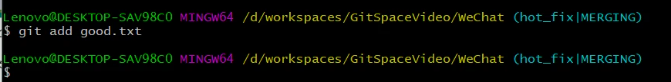 Lenovo@DESKTOP-SAV98C0 MINGW64 /d/workspaces/GitSpaceVideo/WeChat (hot_fix|MERGING)
$ git add good.txt
Lenovo@DESKTOP-SAV98C0 MINGW64 /d/workspaces/GitSpaceVideo/WeChat (hot_fix|MERGING)
$